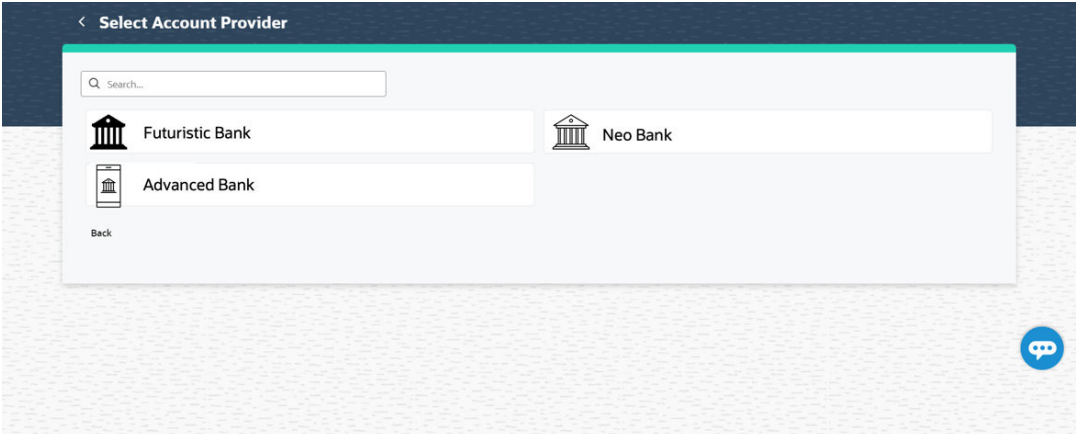 Select Account Provider
Search...
Futuristic Bank
Neo Bank
Advanced Bank
Back